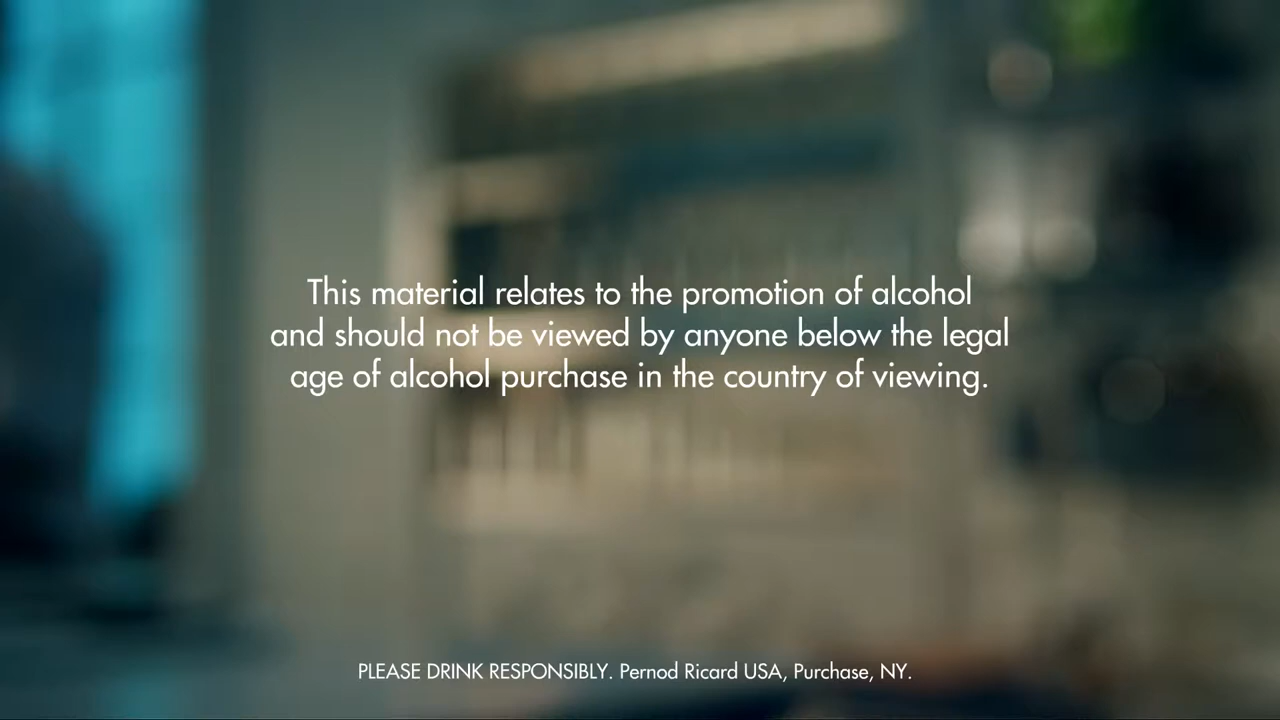 This material relates to the promotion of alcohol
and should not be viewed by anyone below the legal
age of alcohol purchase in the country of viewing.
PLEASE DRINK RESPONSIBLY. Pernod Ricard USA, Purchase, NY.